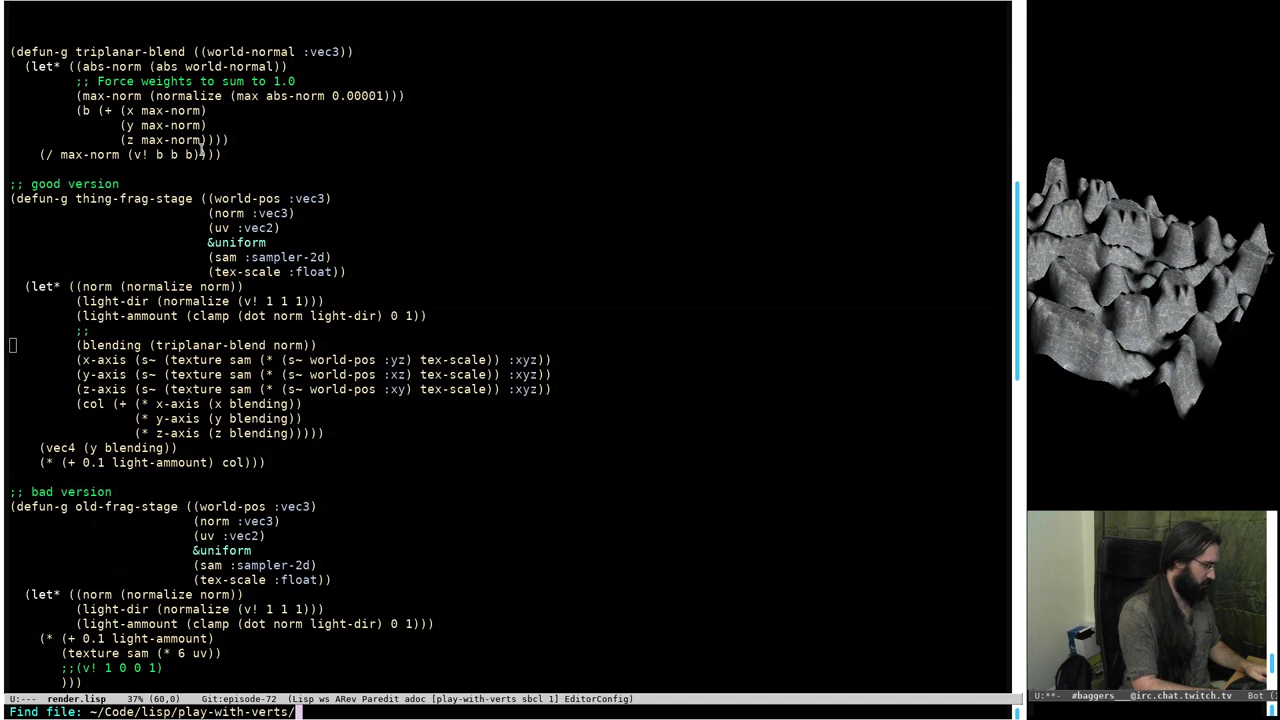 (defun-g triplanar-blend ((world-normal :vec3))
(let* ((abs-norm (abs world-normal))
;; Force weights to sum to 1.0
(max-norm (normalize (max abs-norm 0.00001)))
(b (+ (x max-norm)
(y max-norm)
(z max-norm))))
(/ max-norm (v! b b b))))
;; good version
(defun-g thing-frag-stage ((world-pos :vec3)
(norm :vec3)
(uv :vec2)
&uniform
(sam :sampler-2d)
(tex-scale :float))
(let* ((norm (normalize norm))
(light-dir (normalize (v! 1 1 1)))
(light-ammount (clamp (dot norm light-dir) 0 1))
;;
(blending (triplanar-blend norm))
(x-axis (s~ (texture sam (* (s~ world-pos :yz) tex-scale)) :xyz))
(y-axis (s~ (texture sam (* (s~ world-pos :xz) tex-scale)) :xyz))
(z-axis (s~ (texture sam (* (s~ world-pos :xy) tex-scale)) :xyz))
(col (+ (* x-axis (x blending))
(* y-axis (y blending))
(* z-axis (z blending)))))
(vec4 (y blending))
(* (+ 0.1 light-ammount) col)))
;; bad version
(defun-g old-frag-stage ((world-pos :vec3)
(norm :vec3)
(uv :vec2)
&uniform
(sam :sampler-2d)
(tex-scale :float))
(let* ((norm (normalize norm))
(light-dir (normalize (v! 1 1 1)))
(light-ammount (clamp (dot norm light-dir) 0 1)))
(* (+ 0.1 light-ammount)
(texture sam (* 6 uv))
;;(v! 1 0 0 1)
)))
U:--- render.lisp 37% (60,0) Git:episode-72 (Lisp ws ARev Paredit adoc [play-with-verts sbcl 1] EditorConfig)
U:**- #baggers___@irc.chat.twitch.tv Bot (
Find file: ~/Code/lisp/play-with-verts/